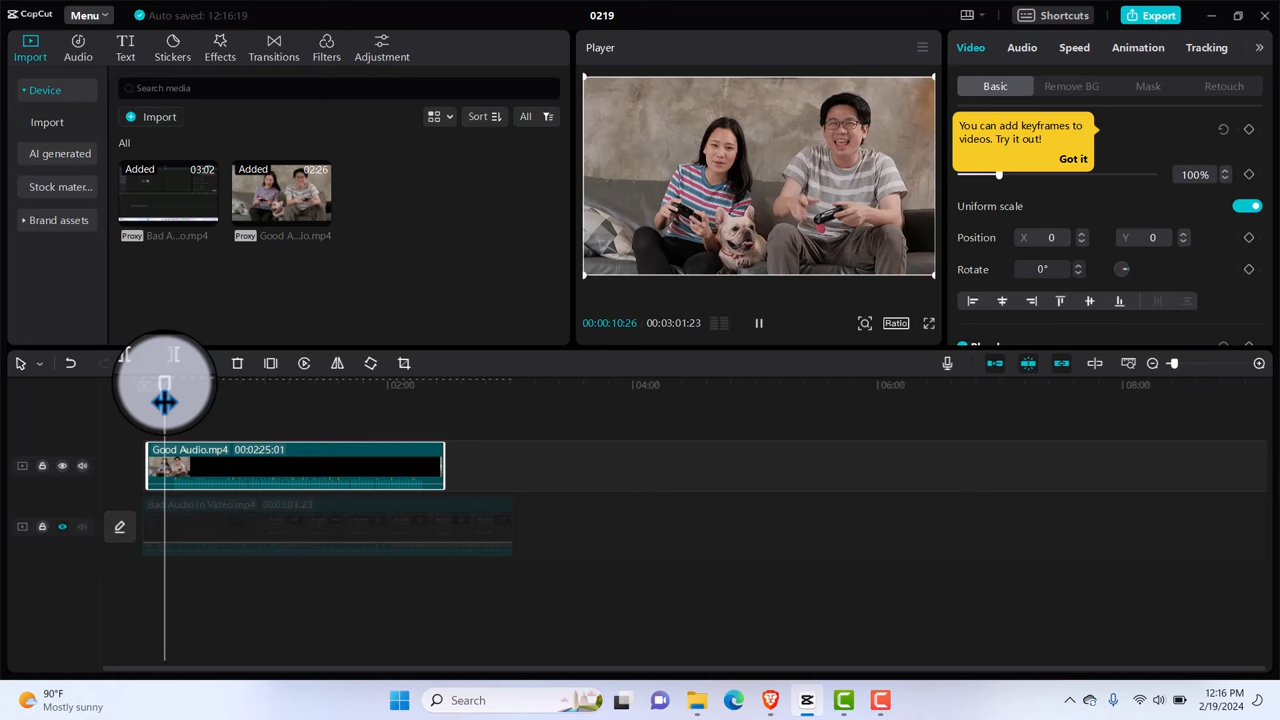 CapCut
Menu
Auto saved: 12:16:19
0219
Shortcuts
Export
Import
Audio
Text
Stickers
Effects
Transitions
Filters
Adjustment
Device
Import
AI generated
Stock mater...
Brand assets
Search media
Import
Sort
All
All
Added
03:02
Added
02:26
Proxy
Bad A...o.mp4
Proxy
Good A...io.mp4
Player
00:00:10:26
00:03:01:23
Ratio
Video
Audio
Speed
Animation
Tracking
Basic
Remove BG
Mask
Retouch
You can add keyframes to
videos. Try it out!
Got it
100%
Uniform scale
Position
X
0
Y
0
Rotate
0°
02:00
04:00
06:00
08:00
Good Audio.mp4 00:02:25:01
Bad Audio in Video.mp4 00:03:01:23
90°F
Mostly sunny
Search
12:16 PM
2/19/2024